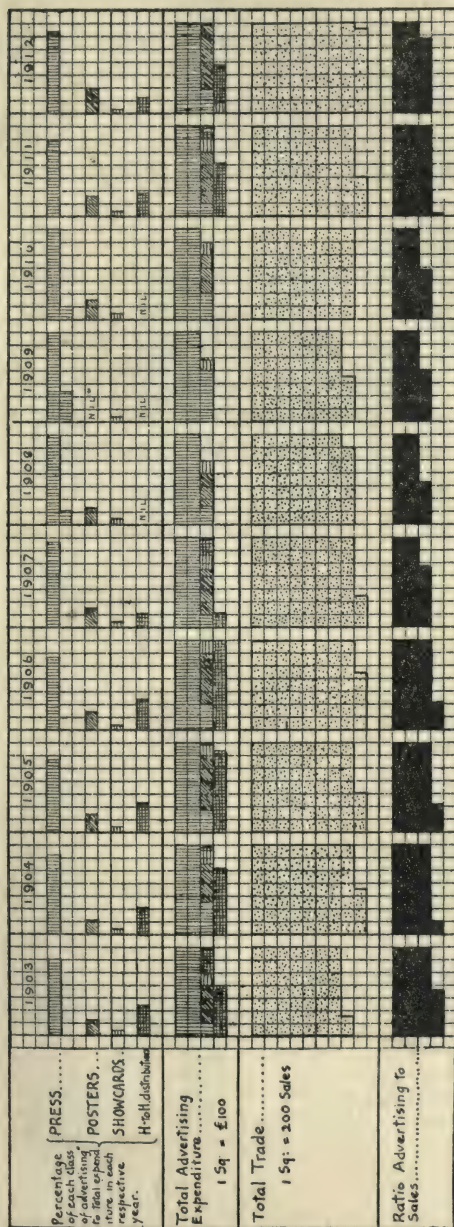 1903 1904 1905 1906 1907 1908 1909 1910 1911 1912
Percentage
of each class
of advertising
to Total expend
iture in each
respective
year.
PRESS.......
POSTERS...
SHOWCARDS..
H-to-H.distribution
NIL NIL NIL
NIL"
Total Advertising
Expenditure...........
1 Sq = £100
Total Trade............
1 Sq: = 200 Sales
Ratio Advertising to
Sales.................